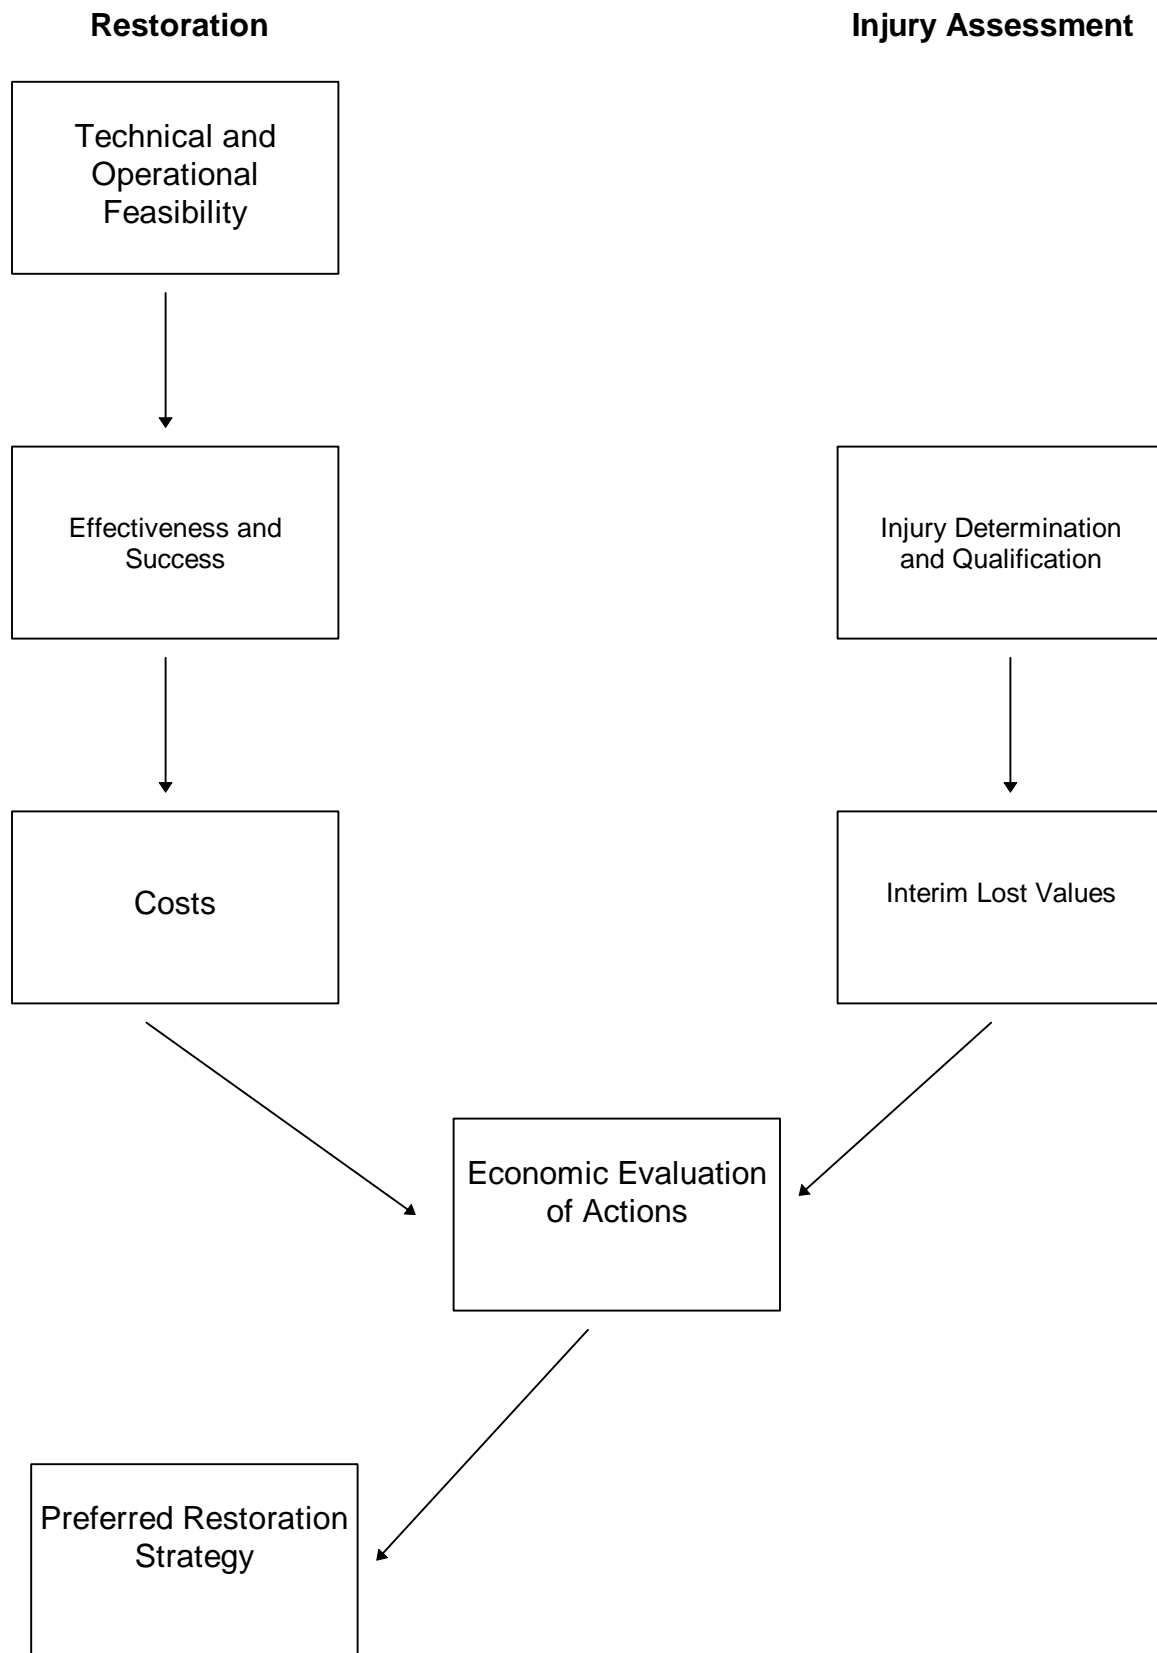 Restoration
Injury Assessment
Technical and
Operational
Feasibility
Effectiveness and
Success
Injury Determination
and Qualification
Costs
Interim Lost Values
Economic Evaluation
of Actions
Preferred Restoration
Strategy